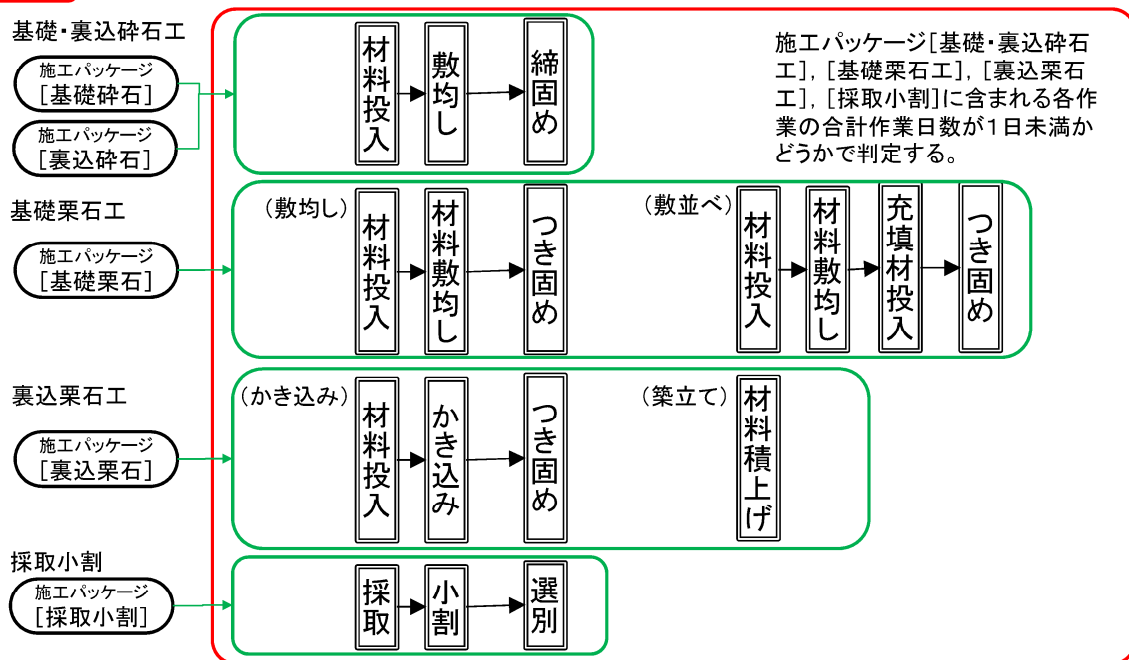 基礎・裏込砕石工
施工パッケージ
[基礎砕石]
施工パッケージ
[裏込砕石]
材料投入
敷均し
締固め
施工パッケージ[基礎・裏込砕石
工], [基礎栗石工], [裏込栗石
工], [採取小割]に含まれる各作
業の合計作業日数が1日未満か
どうかで判定する。
基礎栗石工
施工パッケージ
[基礎栗石]
(敷均し)
材料投入
材料敷均し
つき固め
(敷並べ)
材料投入
材料敷均し
充填材投入
つき固め
裏込栗石工
施工パッケージ
[裏込栗石]
(かき込み)
材料投入
かき込み
つき固め
(築立て)
材料積上げ
採取小割
施工パッケージ
[採取小割]
採取
小割
選別